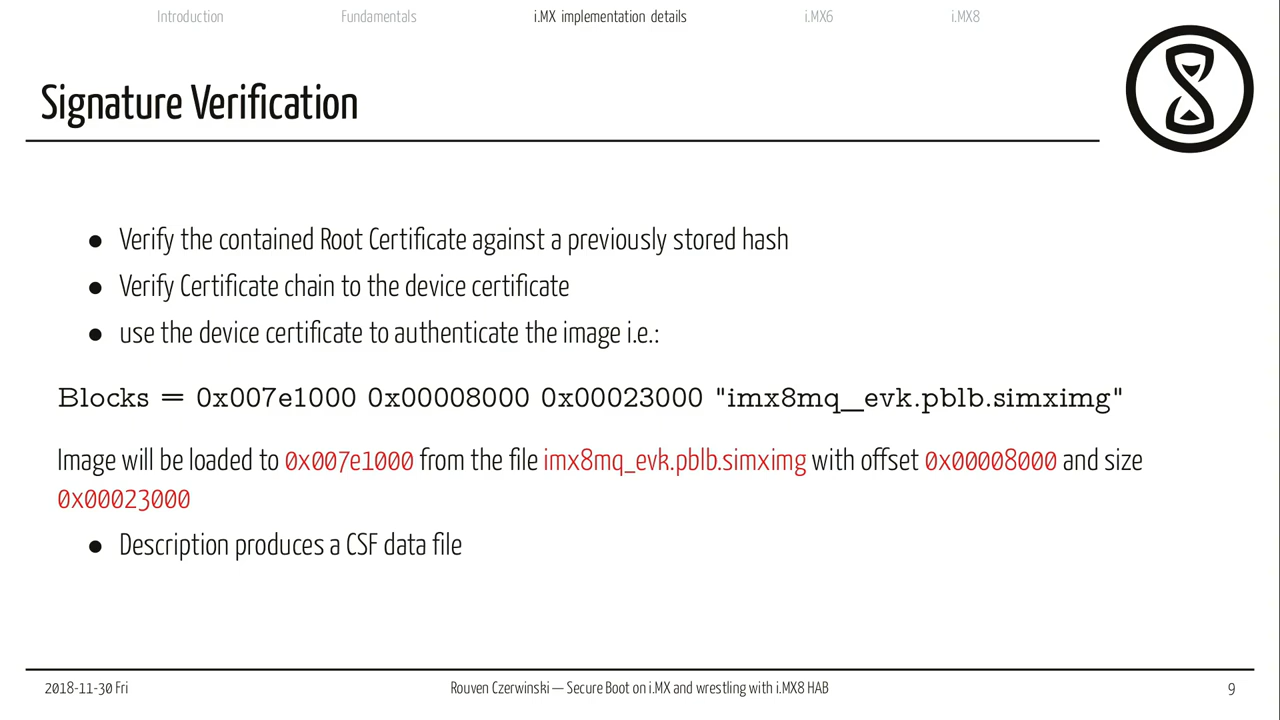 Introduction Fundamentals i.MX implementation details i.MX6 i.MX8
Signature Verification
● Verify the contained Root Certificate against a previously stored hash
● Verify Certificate chain to the device certificate
● use the device certificate to authenticate the image i.e.:
Blocks = 0x007e1000 0x00008000 0x00023000 "imx8mq_evk.pblb.simximg"
Image will be loaded to 0x007e1000 from the file imx8mq_evk.pblb.simximg with offset 0x00008000 and size
0x00023000
● Description produces a CSF data file
2018-11-30 Fri Rouven Czerwinski — Secure Boot on i.MX and wrestling with i.MX8 HAB 9